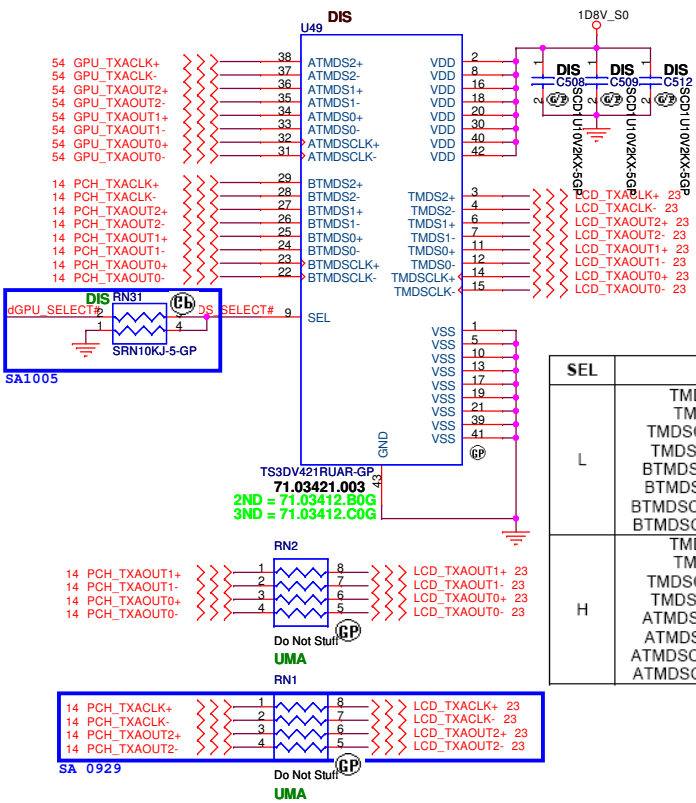 DIS
U49
54 GPU_TXACLK+ 38 ATMDS2+
54 GPU_TXACLK- 37 ATMDS2-
54 GPU_TXAOUT2+ 36 ATMDS1+
54 GPU_TXAOUT2- 35 ATMDS1-
54 GPU_TXAOUT1+ 34 ATMDS0+
54 GPU_TXAOUT1- 33 ATMDS0-
54 GPU_TXAOUT0+ 32 ATMDSCLK+
54 GPU_TXAOUT0- 31 ATMDSCLK-
14 PCH_TXACLK+ 29 BTMDS2+
14 PCH_TXACLK- 28 BTMDS2-
14 PCH_TXAOUT2+ 27 BTMDS1+
14 PCH_TXAOUT2- 26 BTMDS1-
14 PCH_TXAOUT1+ 25 BTMDS0+
14 PCH_TXAOUT1- 24 BTMDS0-
14 PCH_TXAOUT0+ 23 BTMDSCLK+
14 PCH_TXAOUT0- 22 BTMDSCLK-
9 SEL
VDD 2
VDD 8
VDD 16
VDD 18
VDD 20
VDD 30
VDD 40
VDD 42
TMDS2+ 3 LCD_TXACLK+ 23
TMDS2- 4 LCD_TXACLK- 23
TMDS1+ 6 LCD_TXAOUT2+ 23
TMDS1- 7 LCD_TXAOUT2- 23
TMDS0+ 11 LCD_TXAOUT1+ 23
TMDS0- 12 LCD_TXAOUT1- 23
TMDSCLK+ 14 LCD_TXAOUT0+ 23
TMDSCLK- 15 LCD_TXAOUT0- 23
VSS 1
VSS 5
VSS 10
VSS 13
VSS 17
VSS 19
VSS 21
VSS 39
VSS 41
GND 43
GP
1D8V_S0
DIS DIS DIS
C508 C509 C512
1 1 1
2 2 2
SCD1U10V2KX-5GP
SCD1U10V2KX-5GP
SCD1U10V2KX-5GP
DIS RN31
dGPU_SELECT# 2
1 4
SRN10KJ-5-GP
SA1005
TS3DV421RUAR-GP
71.03421.003
2ND = 71.03412.B0G
3ND = 71.03412.C0G
RN2
14 PCH_TXAOUT1+ 1 8 LCD_TXAOUT1+ 23
14 PCH_TXAOUT1- 2 7 LCD_TXAOUT1- 23
14 PCH_TXAOUT0+ 3 6 LCD_TXAOUT0+ 23
14 PCH_TXAOUT0- 4 5 LCD_TXAOUT0- 23
Do Not Stuff GP
UMA
RN1
14 PCH_TXACLK+ 1 8 LCD_TXACLK+ 23
14 PCH_TXACLK- 2 7 LCD_TXACLK- 23
14 PCH_TXAOUT2+ 3 6 LCD_TXAOUT2+ 23
14 PCH_TXAOUT2- 4 5 LCD_TXAOUT2- 23
SA 0929
Do Not Stuff GP
UMA
SEL
L
H